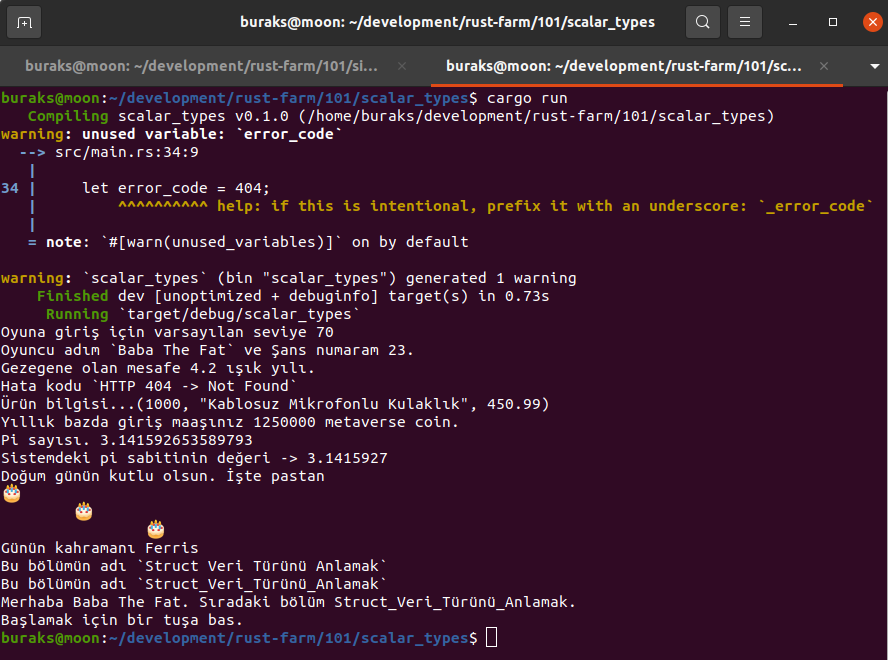 buraks@moon: ~/development/rust-farm/101/scalar_types
buraks@moon: ~/development/rust-farm/101/si...
buraks@moon: ~/development/rust-farm/101/sc...
buraks@moon:~/development/rust-farm/101/scalar_types$ cargo run
   Compiling scalar_types v0.1.0 (/home/buraks/development/rust-farm/101/scalar_types)
warning: unused variable: `error_code`
  --> src/main.rs:34:9
   |
34 |     let error_code = 404;
   |         ^^^^^^^^^^ help: if this is intentional, prefix it with an underscore: `_error_code`
   |
   = note: `#[warn(unused_variables)]` on by default
warning: `scalar_types` (bin "scalar_types") generated 1 warning
    Finished dev [unoptimized + debuginfo] target(s) in 0.73s
     Running `target/debug/scalar_types`
Oyuna giriş için varsayılan seviye 70
Oyuncu adım `Baba The Fat` ve Şans numaram 23.
Gezegene olan mesafe 4.2 ışık yılı.
Hata kodu `HTTP 404 -> Not Found`
Ürün bilgisi...(1000, "Kablosuz Mikrofonlu Kulaklık", 450.99)
Yıllık bazda giriş maaşınız 1250000 metaverse coin.
Pi sayısı. 3.141592653589793
Sistemdeki pi sabitinin değeri -> 3.1415927
Doğum günün kutlu olsun. İşte pastan
🎂
🎂
🎂
Günün kahramanı Ferris
Bu bölümün adı `Struct Veri Türünü Anlamak`
Bu bölümün adı `Struct_Veri_Türünü_Anlamak`
Merhaba Baba The Fat. Sıradaki bölüm Struct_Veri_Türünü_Anlamak.
Başlamak için bir tuşa bas.
buraks@moon:~/development/rust-farm/101/scalar_types$